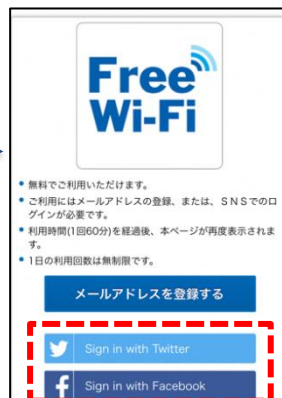 Free
Wi-Fi
• 無料でご利用いただけます。
• ご利用にはメールアドレスの登録、または、SNSでのロ
グインが必要です。
• 利用時間(1回60分)を経過後、本ページが再度表示されま
す。
• 1日の利用回数は無制限です。
メールアドレスを登録する
Sign in with Twitter
Sign in with Facebook